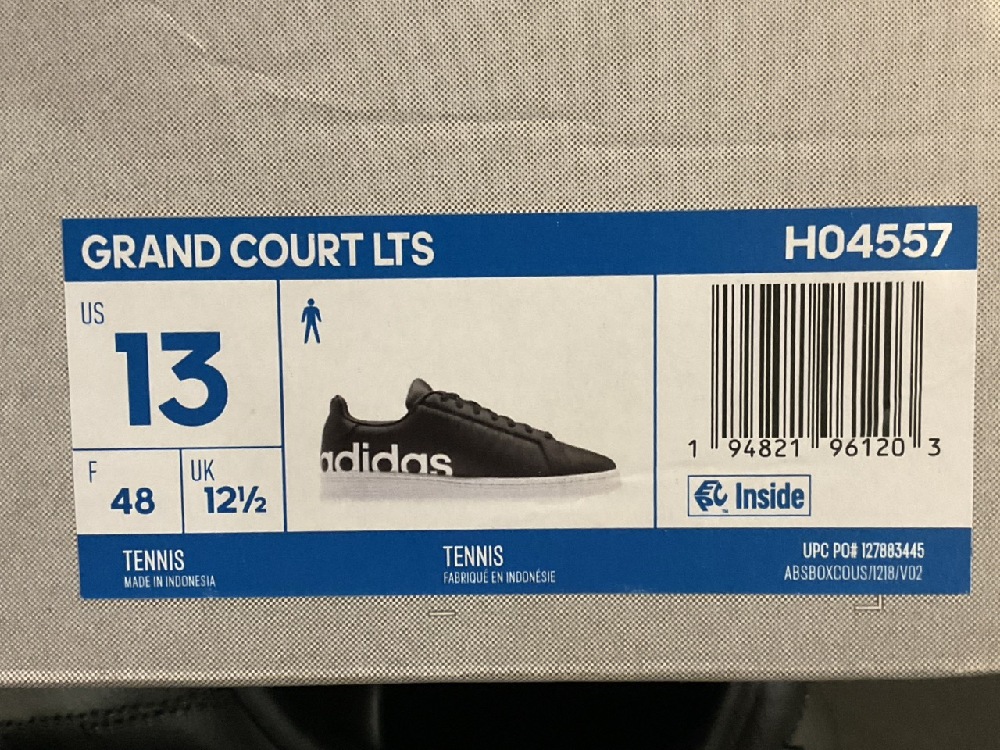 GRAND COURT LTS
H04557
US
13
F
48
UK
12½
adidas
1 94821 96120 3
EPC Inside
TENNIS
MADE IN INDONESIA
TENNIS
FABRIQUÉ EN INDONÉSIE
UPC PO# 127883445
ABSBOXCOUS/1218/V02